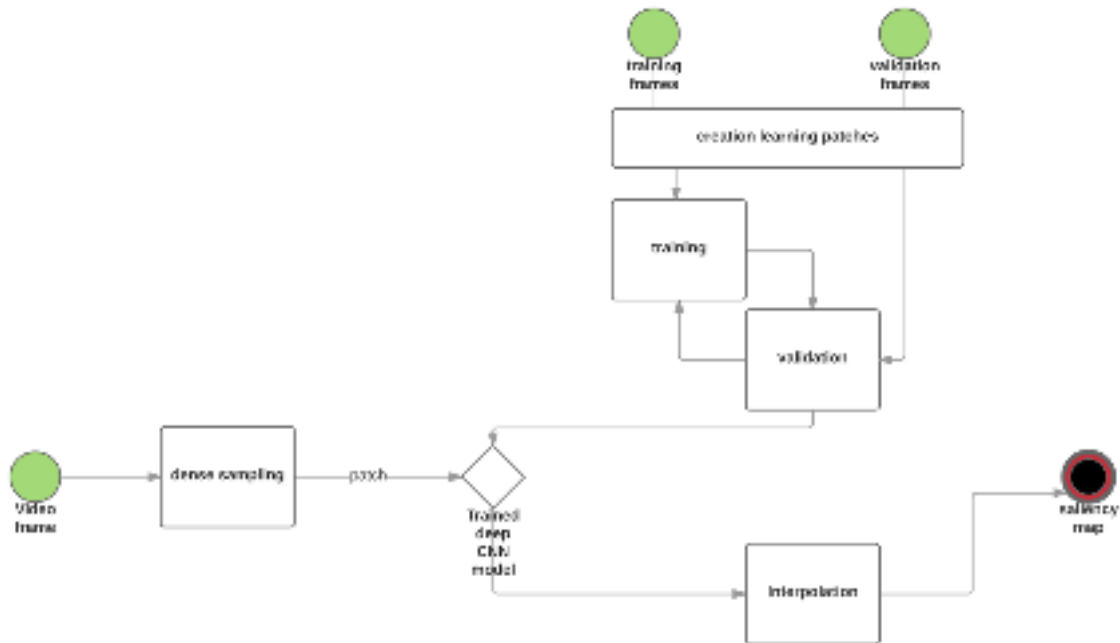 training
frames
validation
frames
creation learning patches
training
validation
dense sampling
patch
Video
frame
Trained
deep
CNN
model
saliency
map
Interpolation